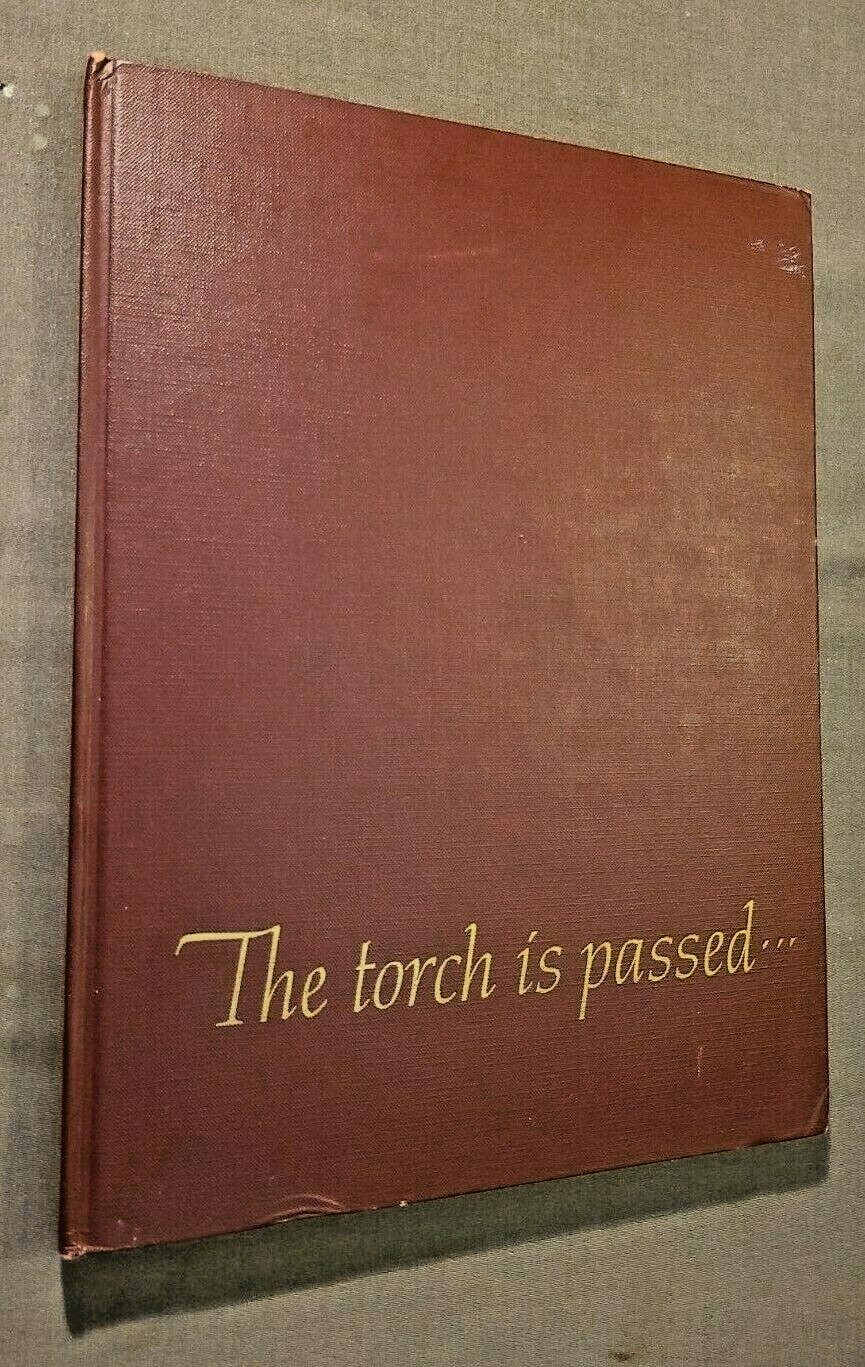 The torch is passed...